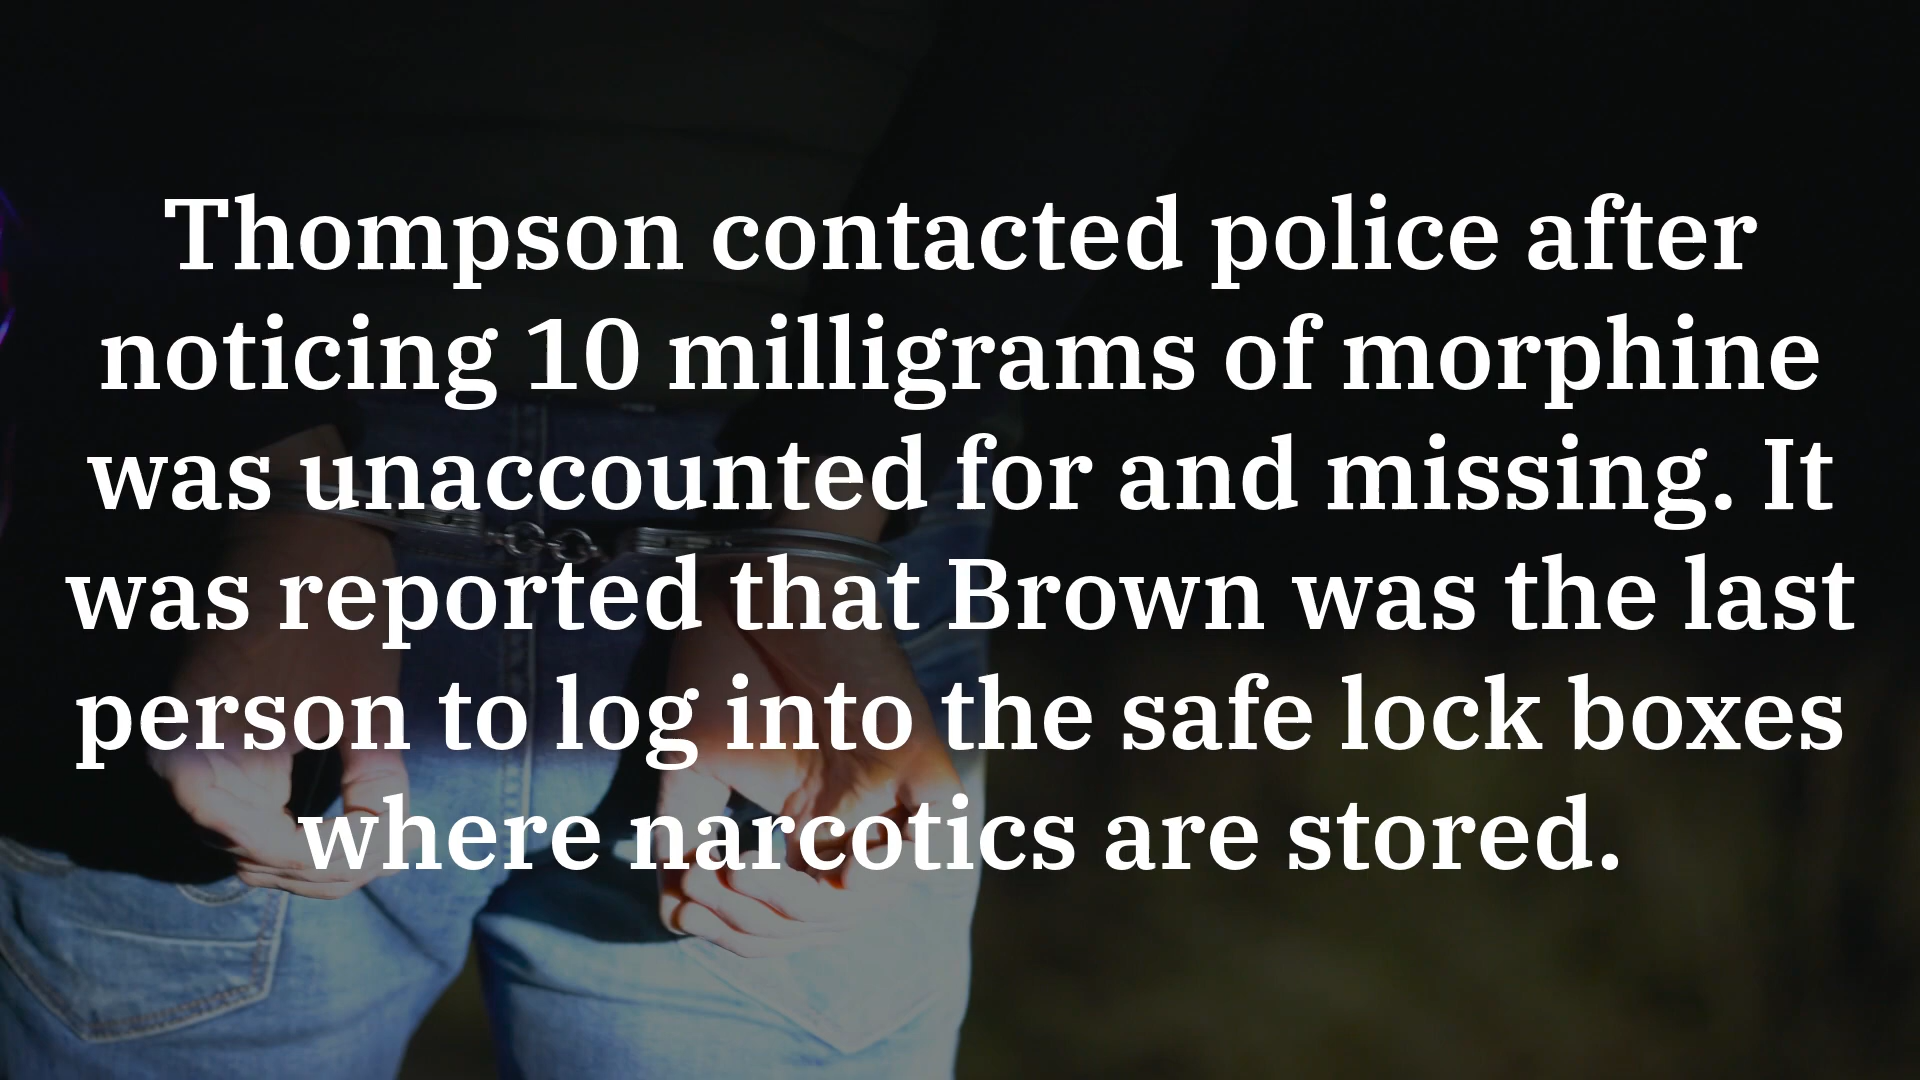 Thompson contacted police after
noticing 10 milligrams of morphine
was unaccounted for and missing. It
was reported that Brown was the last
person to log into the safe lock boxes
where narcotics are stored.